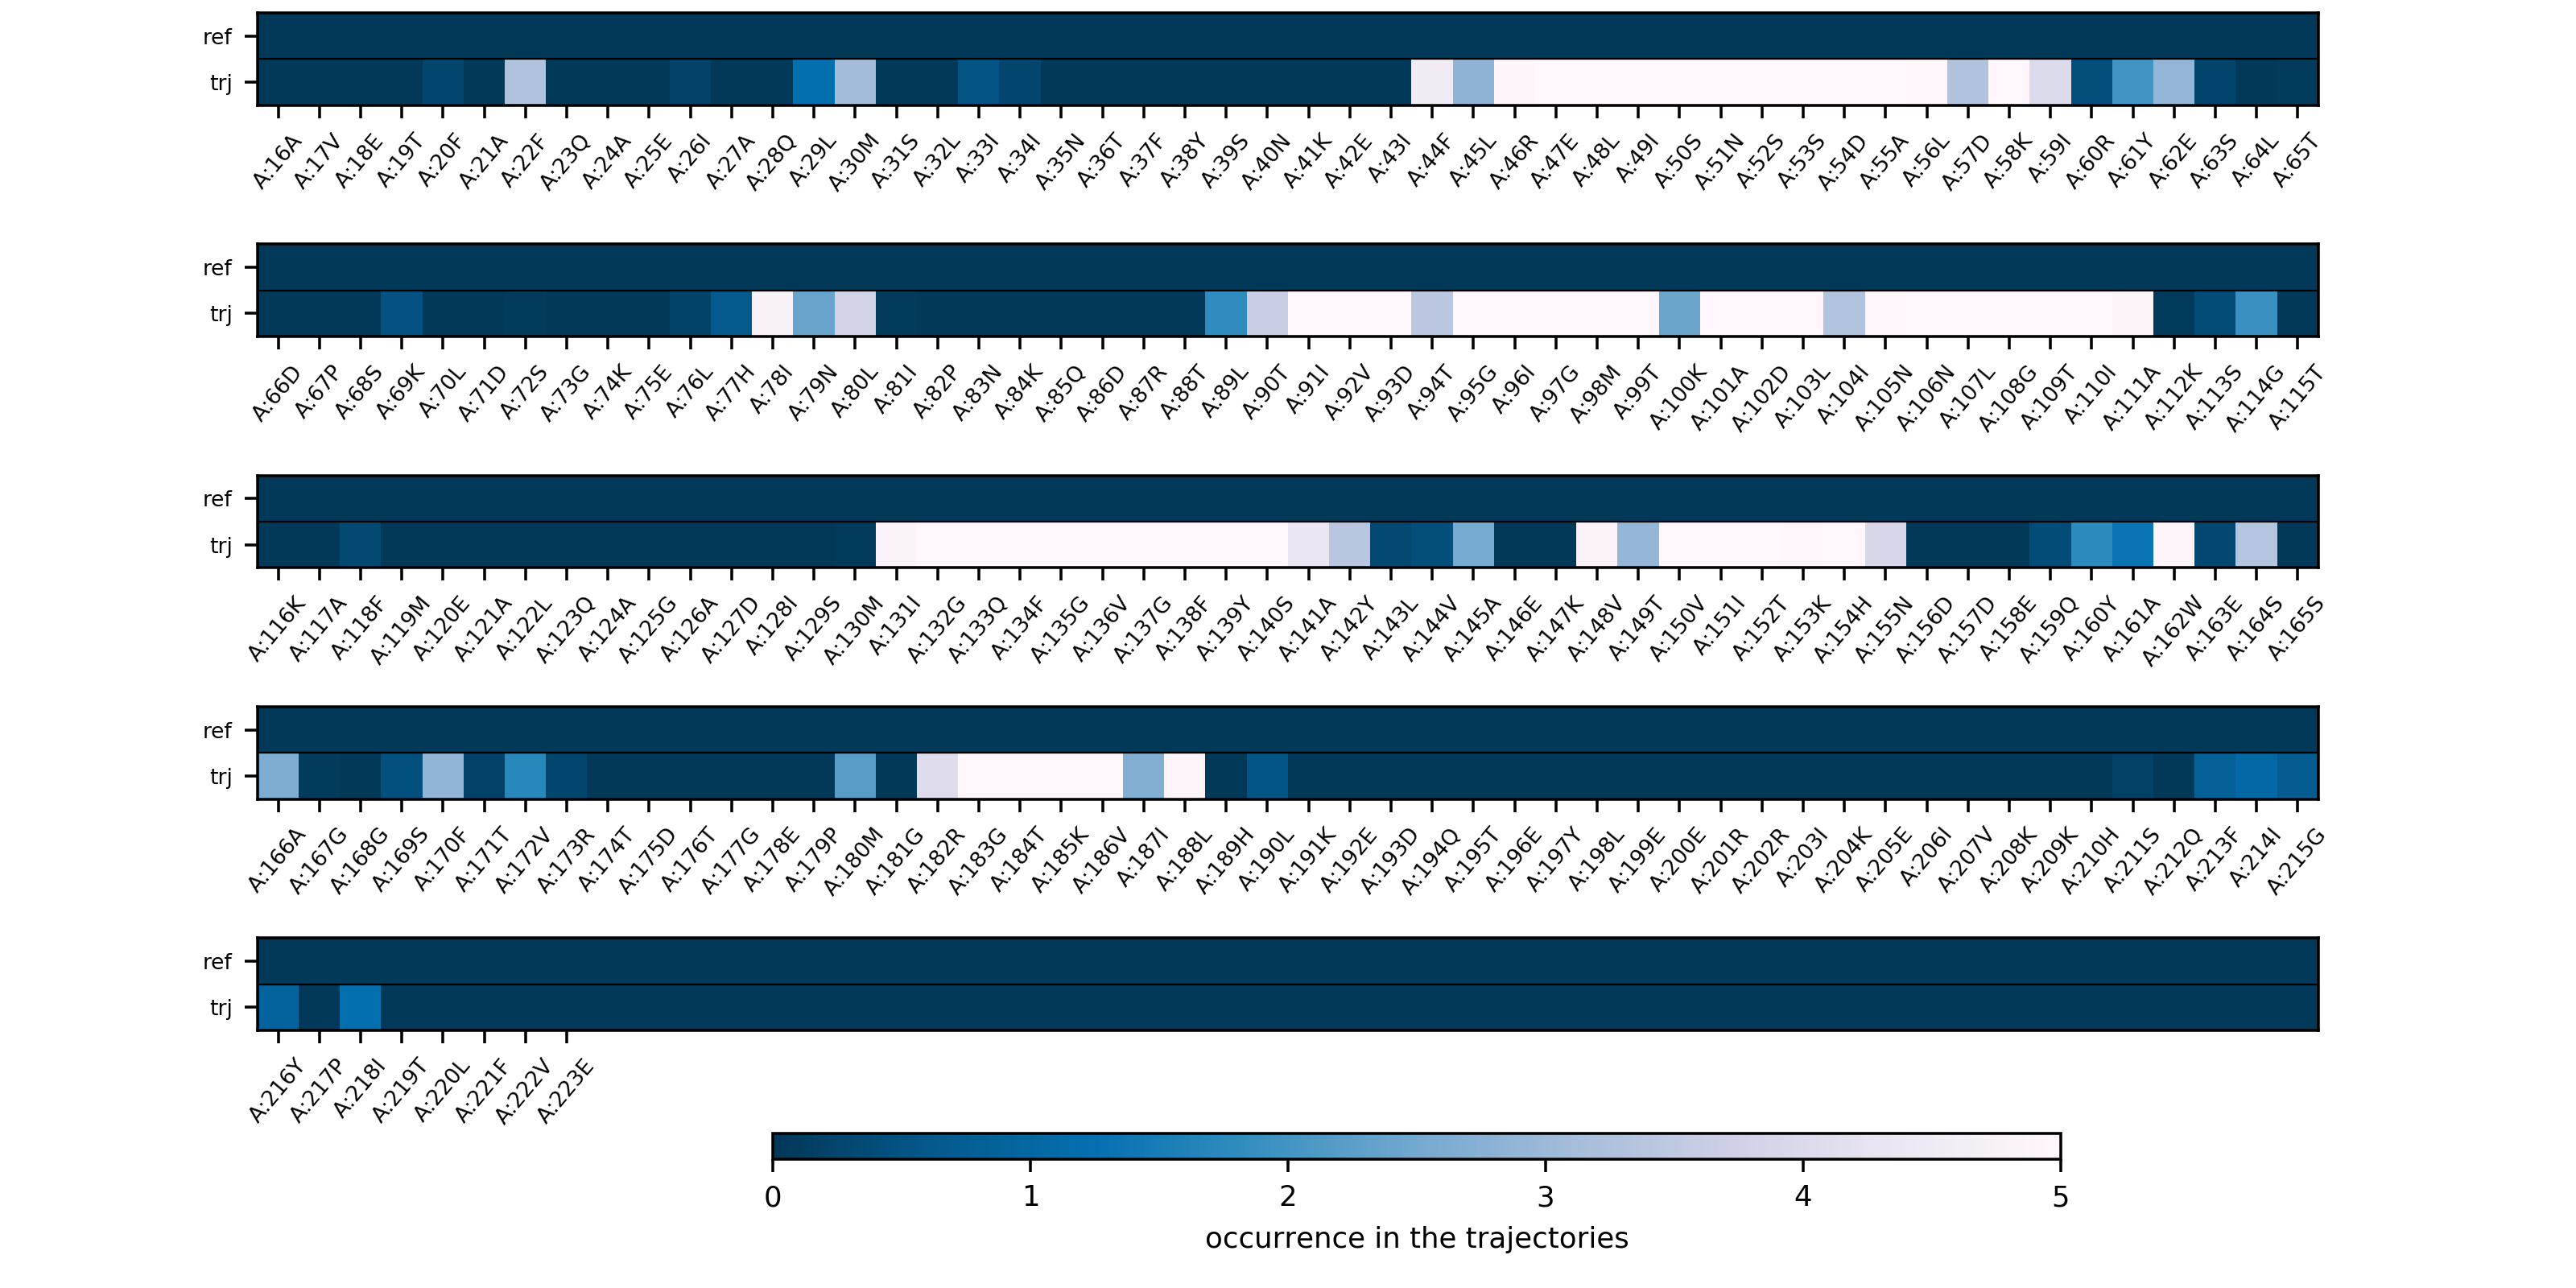 ref
trj
A:16A A:17V A:18E A:19T A:20F A:21A A:22F A:23Q A:24A A:25E A:26I A:27A A:28Q A:29L A:30M A:31S A:32L A:33I A:34I A:35N A:36T A:37F A:38Y A:39S A:40N A:41K A:42E A:43I A:44F A:45L A:46R A:47E A:48L A:49I A:50S A:51N A:52S A:53S A:54D A:55A A:56L A:57D A:58K A:59I A:60R A:61Y A:62E A:63S A:64L A:65T
ref
trj
A:66D A:67P A:68S A:69K A:70L A:71D A:72S A:73G A:74K A:75E A:76L A:77H A:78I A:79N A:80L A:81I A:82P A:83N A:84K A:85Q A:86D A:87R A:88T A:89L A:90T A:91I A:92V A:93D A:94T A:95G A:96I A:97G A:98M A:99T A:100K A:101A A:102D A:103L A:104I A:105N A:106N A:107L A:108G A:109T A:110I A:111A A:112K A:113S A:114G A:115T
ref
trj
A:116K A:117A A:118F A:119M A:120E A:121A A:122L A:123Q A:124A A:125G A:126A A:127D A:128I A:129S A:130M A:131I A:132G A:133Q A:134F A:135G A:136V A:137G A:138F A:139Y A:140S A:141A A:142Y A:143L A:144V A:145A A:146E A:147K A:148V A:149T A:150V A:151I A:152T A:153K A:154H A:155N A:156D A:157D A:158E A:159Q A:160Y A:161A A:162W A:163E A:164S A:165S
ref
trj
A:166A A:167G A:168G A:169S A:170F A:171T A:172V A:173R A:174T A:175D A:176T A:177G A:178E A:179P A:180M A:181G A:182R A:183G A:184T A:185K A:186V A:187I A:188L A:189H A:190L A:191K A:192E A:193D A:194Q A:195T A:196E A:197Y A:198L A:199E A:200E A:201R A:202R A:203I A:204K A:205E A:206I A:207V A:208K A:209K A:210H A:211S A:212Q A:213F A:214I A:215G
ref
trj
A:216Y A:217P A:218I A:219T A:220L A:221F A:222V A:223E
0 1 2 3 4 5
occurrence in the trajectories